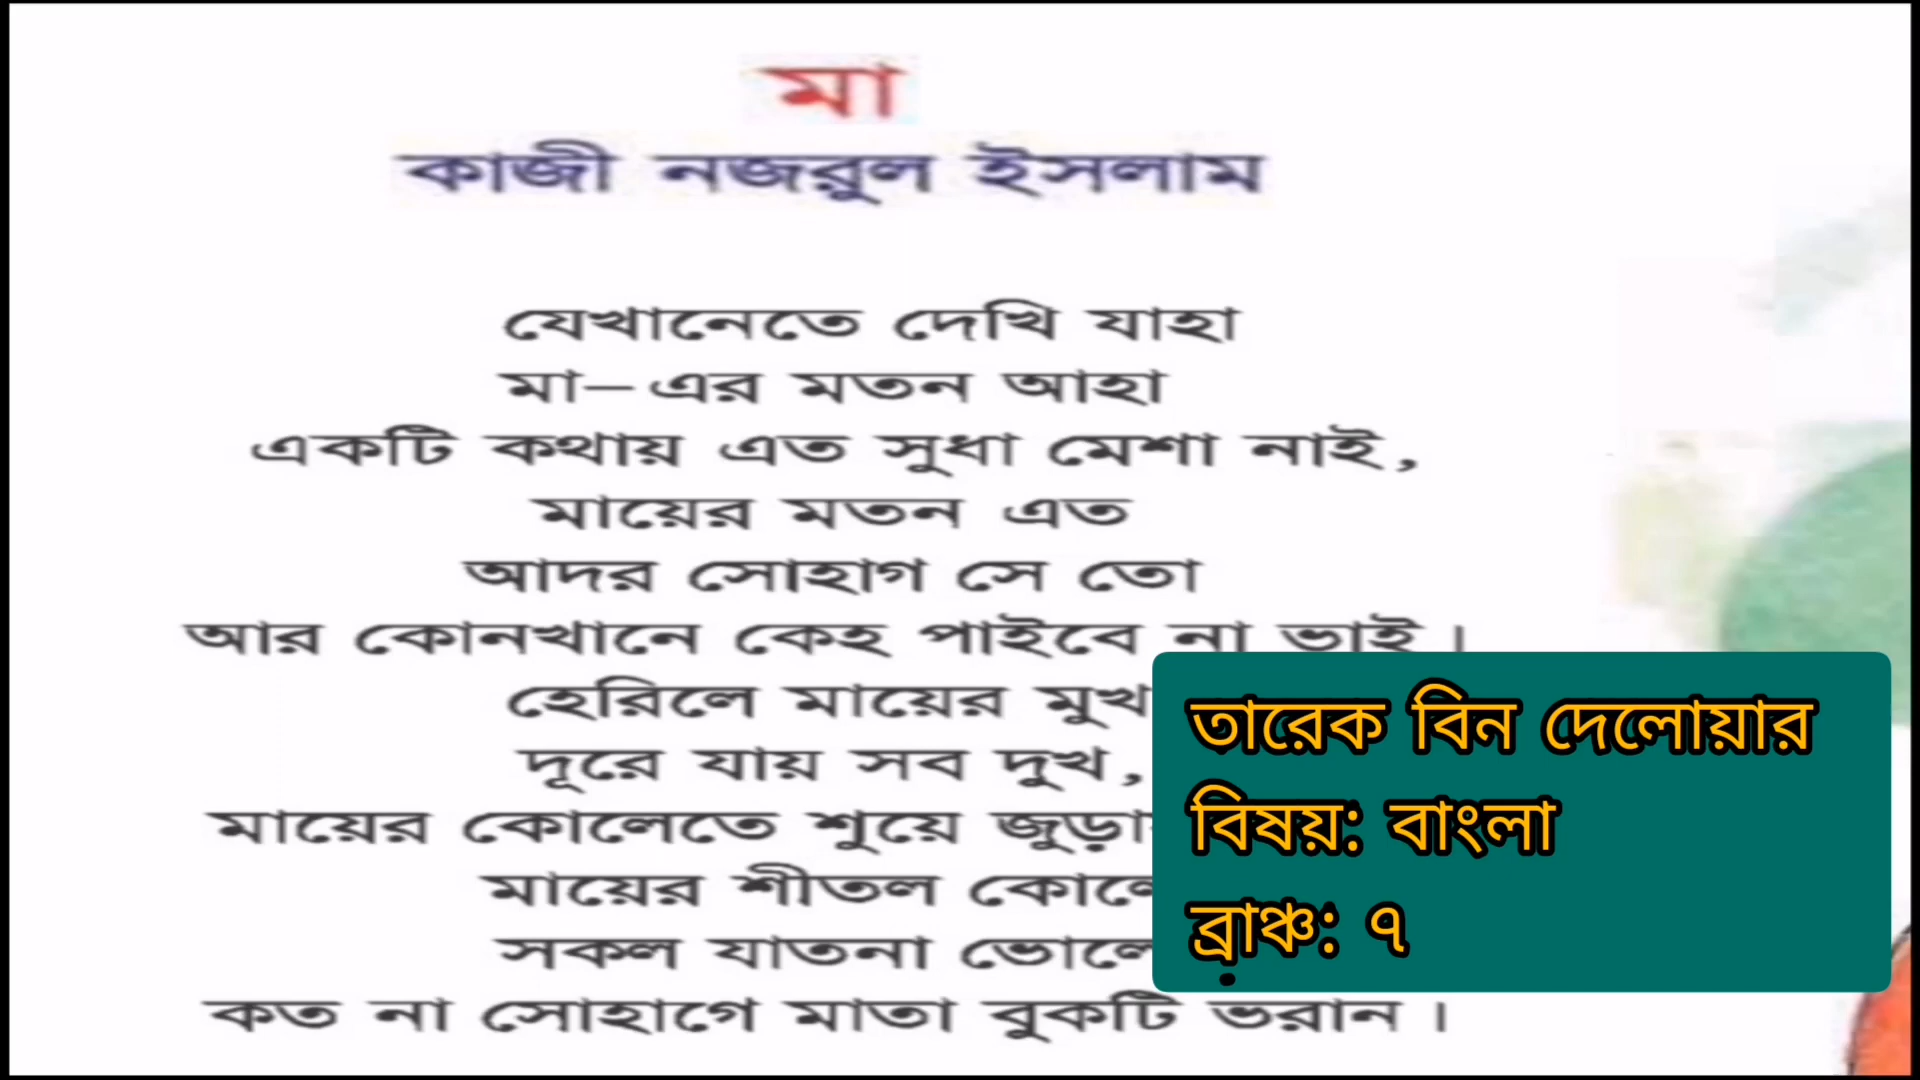 মা
কাজী নজরুল ইসলাম
যেখানেতে দেখি যাহা
মা-এর মতন আহা
একটি কথায় এত সুধা মেশা নাই,
মায়ের মতন এত
আদর সোহাগ সে তো
আর কোনখানে কেহ পাইবে না ভাই।
হেরিলে মায়ের মুখ
দূরে যায় সব দুখ,
মায়ের কোলেতে শুয়ে
মায়ের শীতল কোলে
সকল যাতনা ভোলে
কত না সোহাগে মাতা বুকটি ভরান।
তারেক বিন দেলোয়ার
বিষয়: বাংলা
ব্রাঞ্চ: ৭